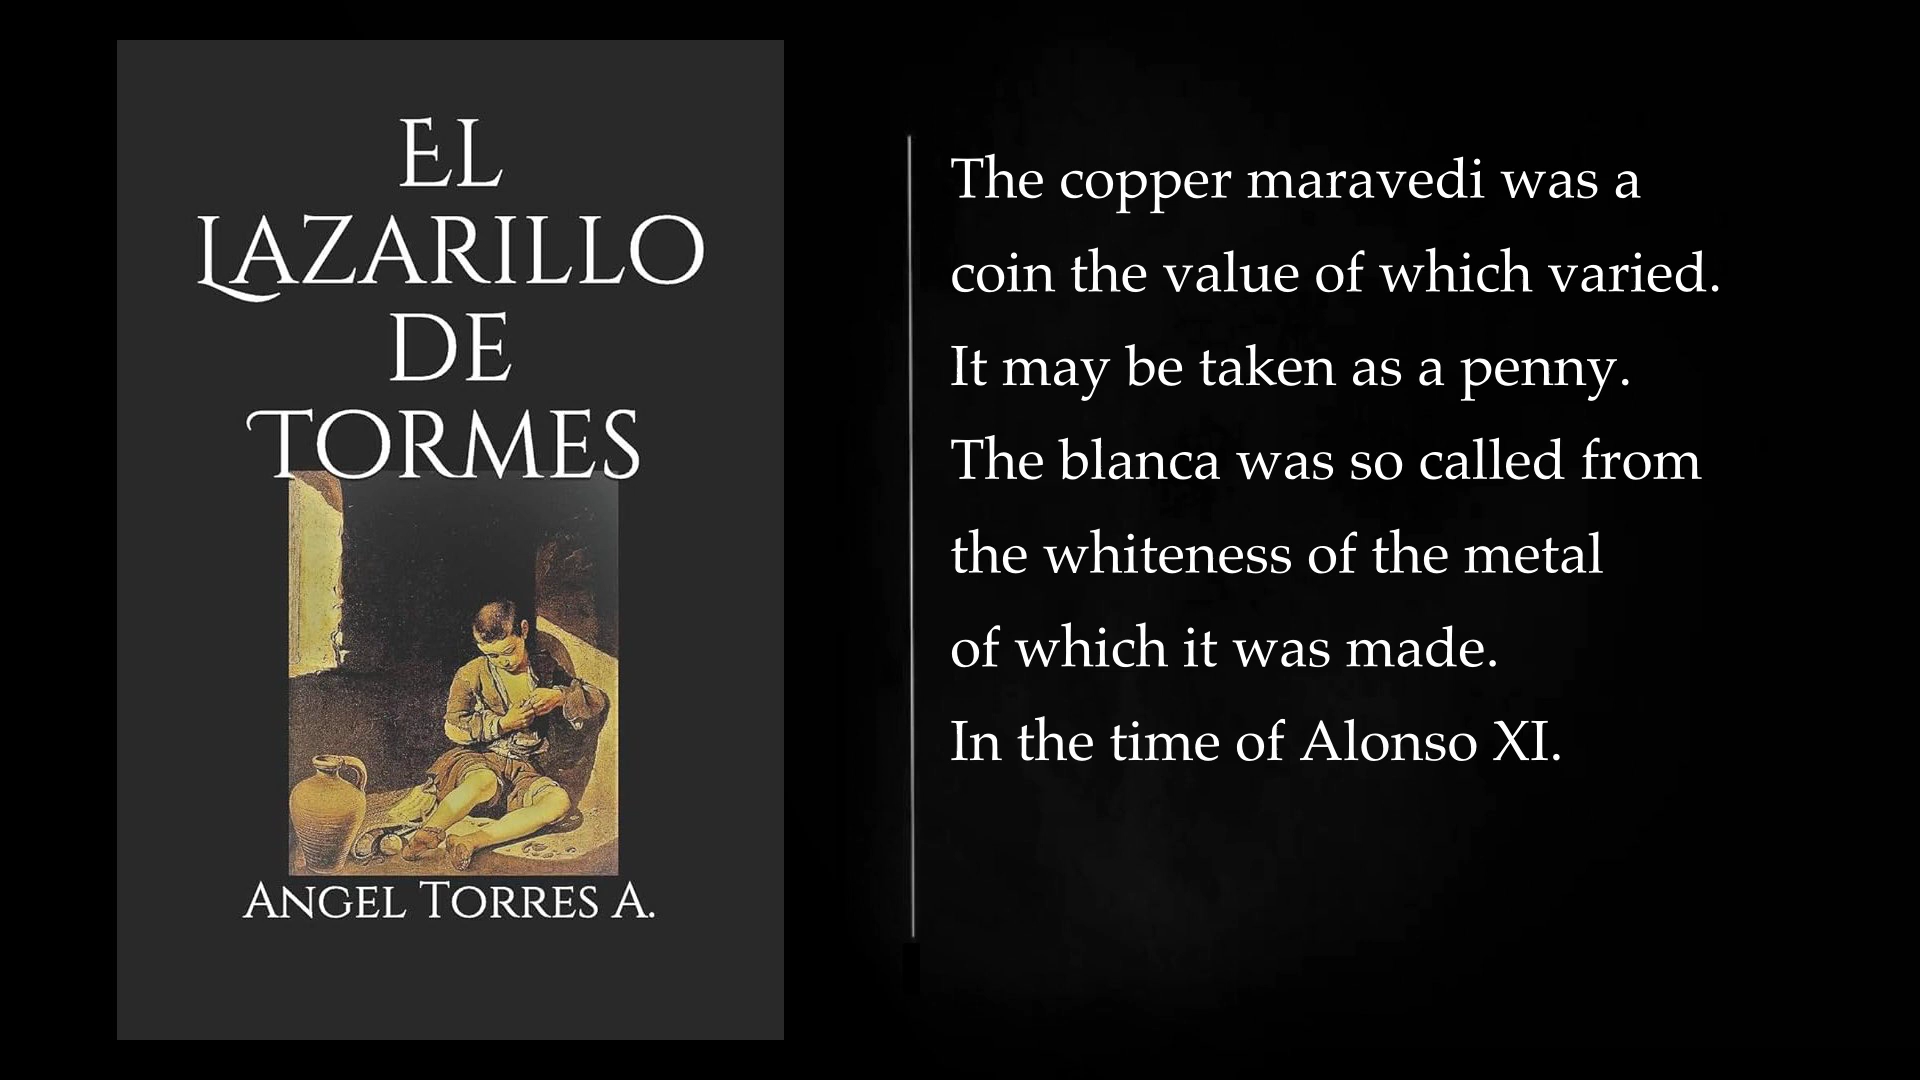 EL
LAZARILLO
DE
TORMES
ANGEL TORRES A.
The copper maravedi was a
coin the value of which varied.
It may be taken as a penny.
The blanca was so called from
the whiteness of the metal
of which it was made.
In the time of Alonso XI.